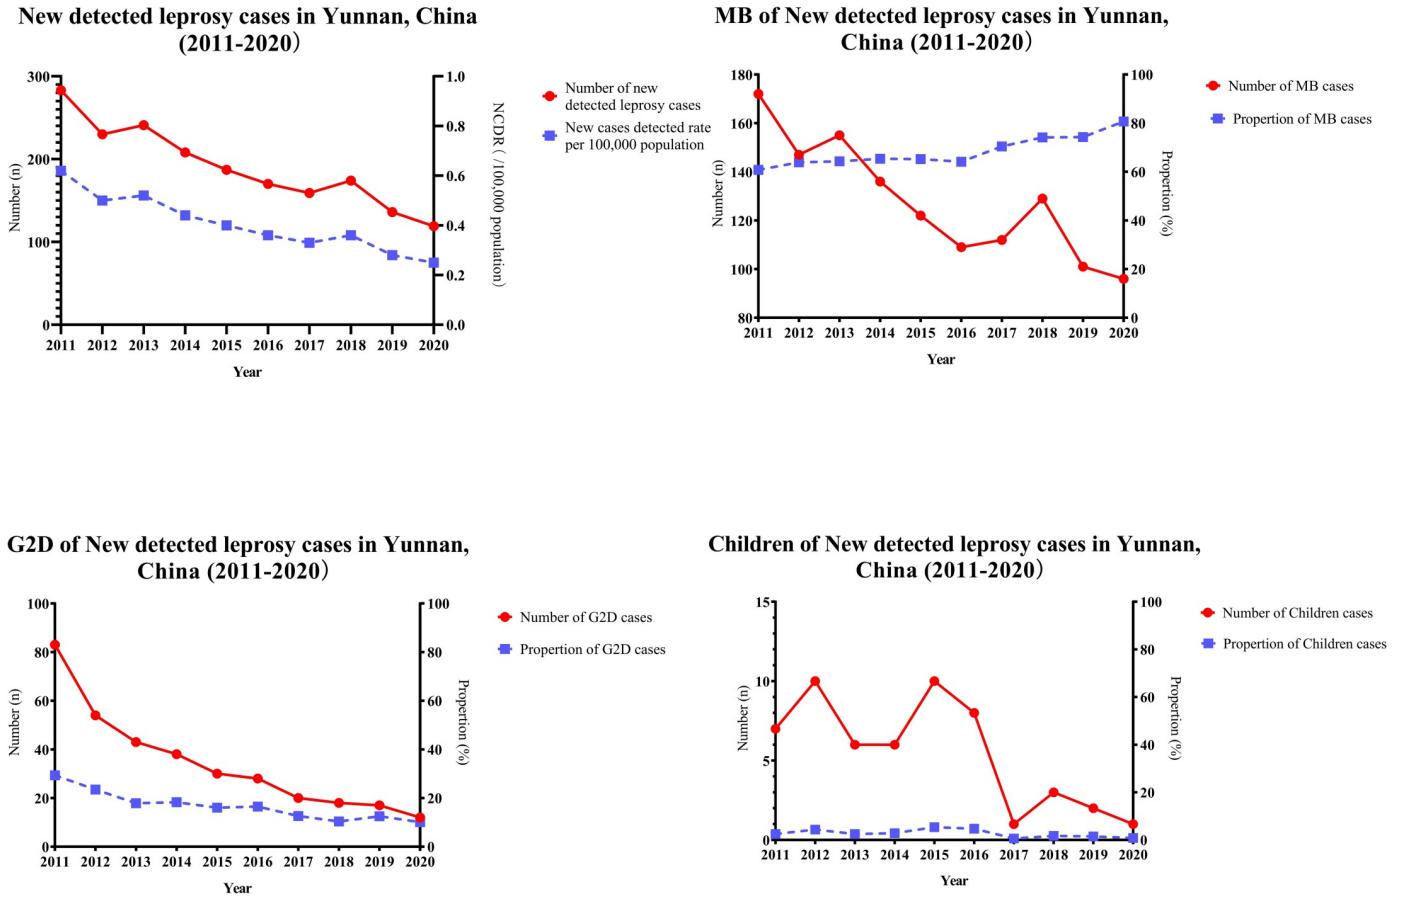 New detected leprosy cases in Yunnan, China
(2011-2020）
300
200
100
0
Number (n)
1.0
0.8
0.6
0.4
0.2
0.0
NCDR（ /100,000 population）
2011 2012 2013 2014 2015 2016 2017 2018 2019 2020
Year
Number of new
detected leprosy cases
New cases detected rate
per 100,000 population
MB of New detected leprosy cases in Yunnan,
China (2011-2020）
180
160
140
120
100
80
Number (n)
100
80
60
40
20
0
Propertion (%)
2011 2012 2013 2014 2015 2016 2017 2018 2019 2020
Year
Number of MB cases
Propertion of MB cases
G2D of New detected leprosy cases in Yunnan,
China (2011-2020）
100
80
60
40
20
0
Number (n)
100
80
60
40
20
0
Propertion (%)
2011 2012 2013 2014 2015 2016 2017 2018 2019 2020
Year
Number of G2D cases
Propertion of G2D cases
Children of New detected leprosy cases in Yunnan,
China (2011-2020）
15
10
5
0
Number (n)
100
80
60
40
20
0
Propertion (%)
2011 2012 2013 2014 2015 2016 2017 2018 2019 2020
Year
Number of Children cases
Propertion of Children cases